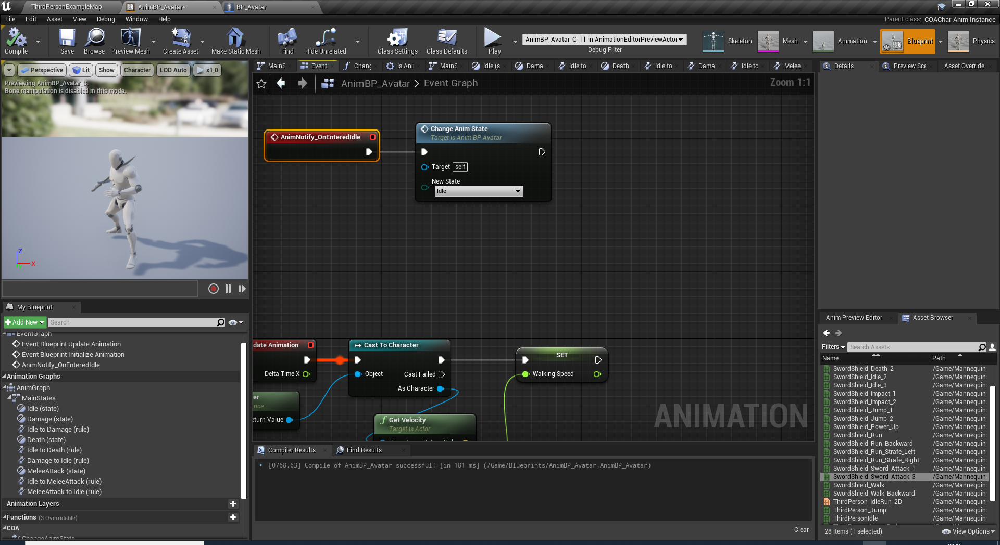 ThirdPersonExampleMap
AnimBP_Avatar*
BP_Avatar
File Edit Asset View Debug Window Help
Parent class: COAChar Anim Instance
Compile
Save
Browse
Preview Mesh
Create Asset
Make Static Mesh
Find
Hide Unrelated
Class Settings
Class Defaults
Play
AnimBP_Avatar_C_11 in AnimationEditorPreviewActor
Debug Filter
Skeleton
Mesh
Animation
Blueprint
Physics
Perspective
Lit
Show
Character
LOD Auto
x1,0
Previewing AnimBP_Avatar_C.
Bone manipulation is disabled in this mode.
Z
X
Y
MainS
Event
Chang
Is Ani
MainS
Idle (s
Dama
Idle to
Death
Idle to
Dama
Idle to
Melee
AnimBP_Avatar > Event Graph
Zoom 1:1
AnimNotify_OnEnteredIdle
Change Anim State
Target is Anim BP Avatar
Target self
New State
Idle
date Animation
Delta Time X
er
nce
eturn Value
Cast To Character
Object
Cast Failed
As Character
Get Velocity
Target is Actor
SET
Walking Speed
ANIMATION
Details
Preview Sce
Asset Override
My Blueprint
Add New
Search
EventGraph
Event Blueprint Update Animation
Event Blueprint Initialize Animation
AnimNotify_OnEnteredIdle
Animation Graphs
AnimGraph
MainStates
Idle (state)
Damage (state)
Idle to Damage (rule)
Death (state)
Idle to Death (rule)
Damage to Idle (rule)
MeleeAttack (state)
Idle to MeleeAttack (rule)
MeleeAttack to Idle (rule)
Animation Layers
Functions (3 Overridable)
COA
ChangeAnimState
Compiler Results
Find Results
[0768,63] Compile of AnimBP_Avatar successful! [in 181 ms] (/Game/Blueprints/AnimBP_Avatar.AnimBP_Avatar)
Clear
Anim Preview Editor
Asset Browser
Filters
Search Assets
Name Path
SwordShield_Death_2 /Game/Mannequin
SwordShield_Idle_2 /Game/Mannequin
SwordShield_Idle_3 /Game/Mannequin
SwordShield_Impact_1 /Game/Mannequin
SwordShield_Impact_2 /Game/Mannequin
SwordShield_Jump_1 /Game/Mannequin
SwordShield_Jump_2 /Game/Mannequin
SwordShield_Power_Up /Game/Mannequin
SwordShield_Run /Game/Mannequin
SwordShield_Run_Backward /Game/Mannequin
SwordShield_Run_Strafe_Left /Game/Mannequin
SwordShield_Run_Strafe_Right /Game/Mannequin
SwordShield_Sword_Attack_1 /Game/Mannequin
SwordShield_Sword_Attack_3 /Game/Mannequin
SwordShield_Walk /Game/Mannequin
SwordShield_Walk_Backward /Game/Mannequin
ThirdPerson_IdleRun_2D /Game/Mannequin
ThirdPerson_Jump /Game/Mannequin
ThirdPersonIdle /Game/Mannequin
28 items (1 selected)
View Options